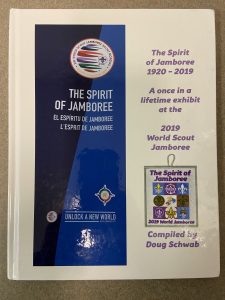 THE SPIRIT
OF JAMBOREE
EL ESPÍRITU DE JAMBOREE
L'ESPRIT DE JAMBOREE
UNLOCK A NEW WORLD
The Spirit
of Jamboree
1920 - 2019
A once in a
lifetime exhibit
at the
2019
World Scout
Jamboree
The Spirit of
Jamboree
2019 World Jamboree
Compiled by
Doug Schwab